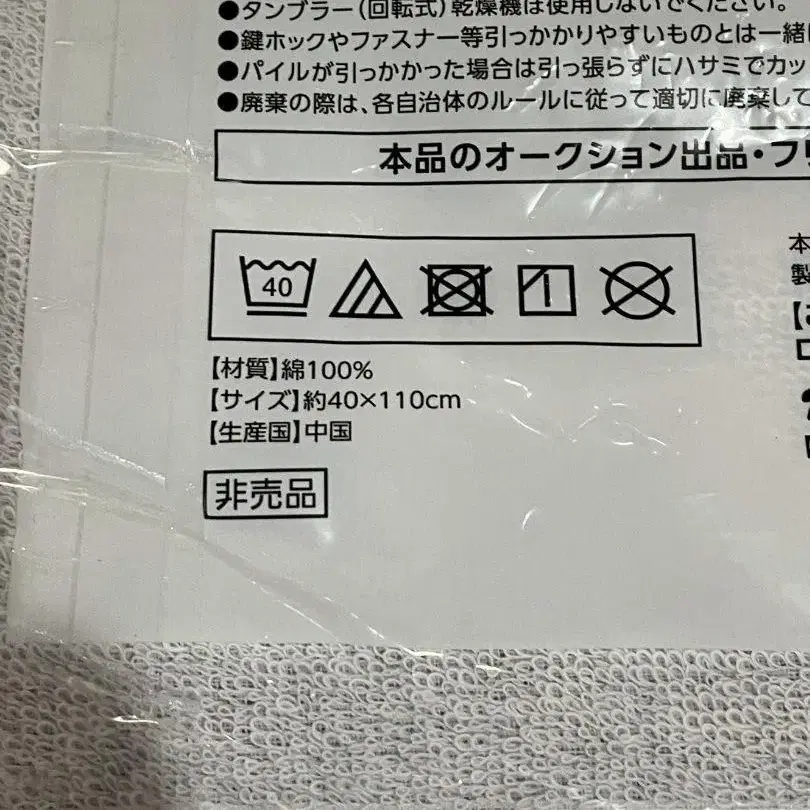 ●タンブラー(回転式)乾燥機は使用しないでください。
●鍵ホックやファスナー等引っかかりやすいものとは一緒に
●パイルが引っかかった場合は引っ張らずにハサミでカッ
●廃棄の際は、各自治体のルールに従って適切に廃棄して
本品のオークション出品・フリ
本
製
40
【材質】綿100%
【サイズ】約40×110cm
【生産国】中国
非売品